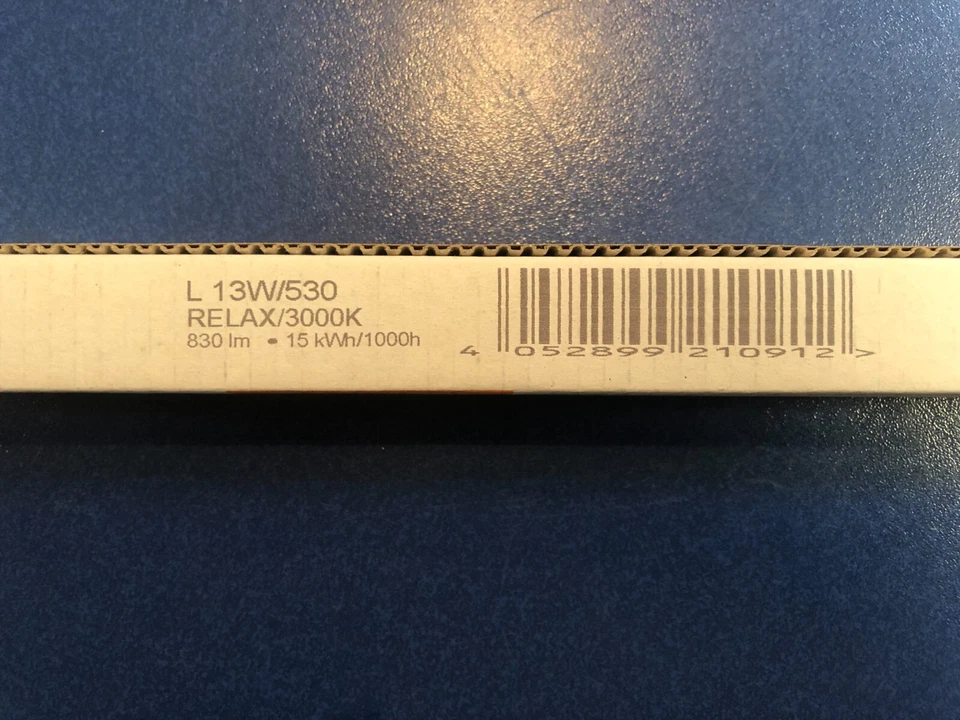 L 13W/530
RELAX/3000K
830 lm • 15 kWh/1000h
4 052899 210912 >